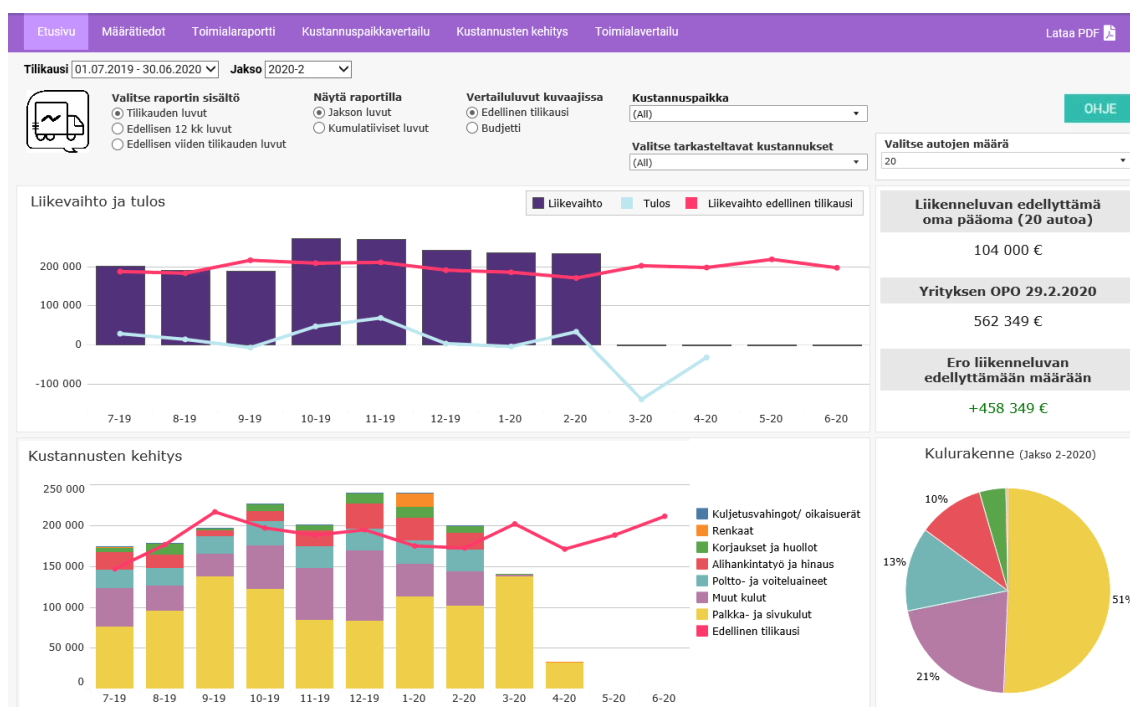 Etusivu Määrätiedot Toimialaraportti Kustannuspaikkavertailu Kustannusten kehitys Toimialavertailu Lataa PDF
Tilikausi 01.07.2019 - 30.06.2020 Jakso 2020-2
Valitse raportin sisältö
Tilikauden luvut
Edellisen 12 kk luvut
Edellisen viiden tilikauden luvut
Näytä raportilla
Jakson luvut
Kumulatiiviset luvut
Vertailuluvut kuvaajissa
Edellinen tilikausi
Budjetti
Kustannuspaikka
(All)
Valitse tarkasteltavat kustannukset
(All)
OHJE
Valitse autojen määrä
20
Liikevaihto ja tulos
Liikevaihto Tulos Liikevaihto edellinen tilikausi
200 000
100 000
0
-100 000
7-19 8-19 9-19 10-19 11-19 12-19 1-20 2-20 3-20 4-20 5-20 6-20
Liikenneluvan edellyttämä
oma pääoma (20 autoa)
104 000 €
Yrityksen OPO 29.2.2020
562 349 €
Ero liikenneluvan
edellyttämään määrään
+458 349 €
Kustannusten kehitys
250 000
200 000
150 000
100 000
50 000
0
7-19 8-19 9-19 10-19 11-19 12-19 1-20 2-20 3-20 4-20 5-20 6-20
Kuljetusvahingot/ oikaisuerät
Renkaat
Korjaukset ja huollot
Alihankintatyö ja hinaus
Poltto- ja voiteluaineet
Muut kulut
Palkka- ja sivukulut
Edellinen tilikausi
Kulurakenne (Jakso 2-2020)
10%
13%
51%
21%